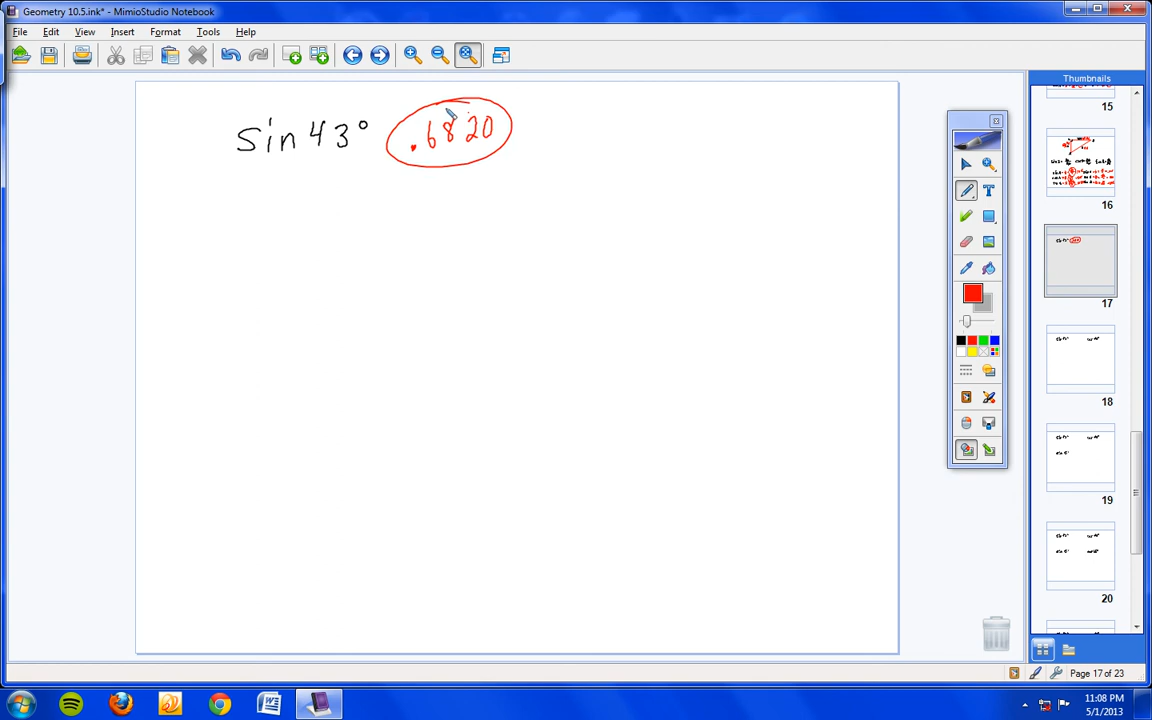 Geometry 10.5.ink* - MimioStudio Notebook
File Edit View Insert Format Tools Help
Thumbnails
sin 43° .6820
15
16
17
18
19
20
Page 17 of 23
11:08 PM
5/1/2013